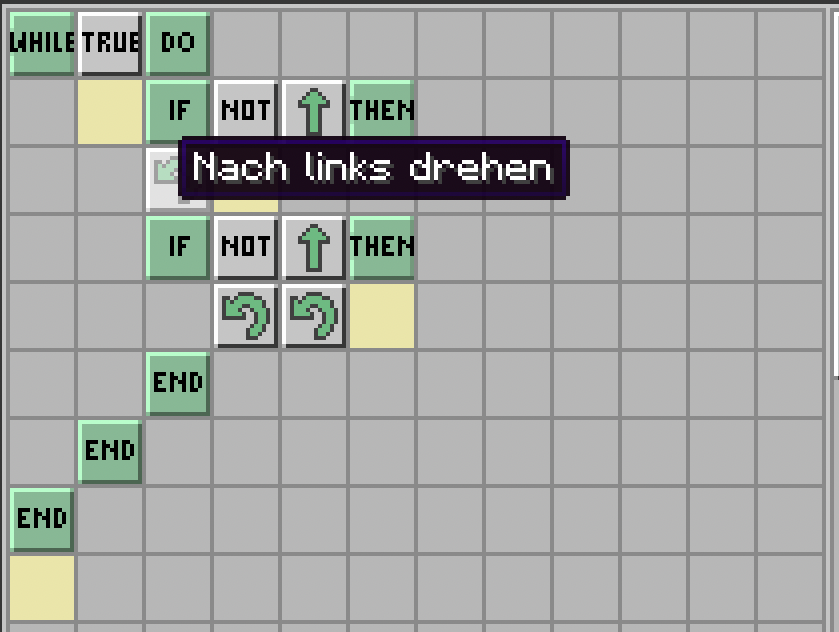 WHILE TRUE DO
IF NOT THEN
Nach links drehen
IF NOT THEN
END
END
END